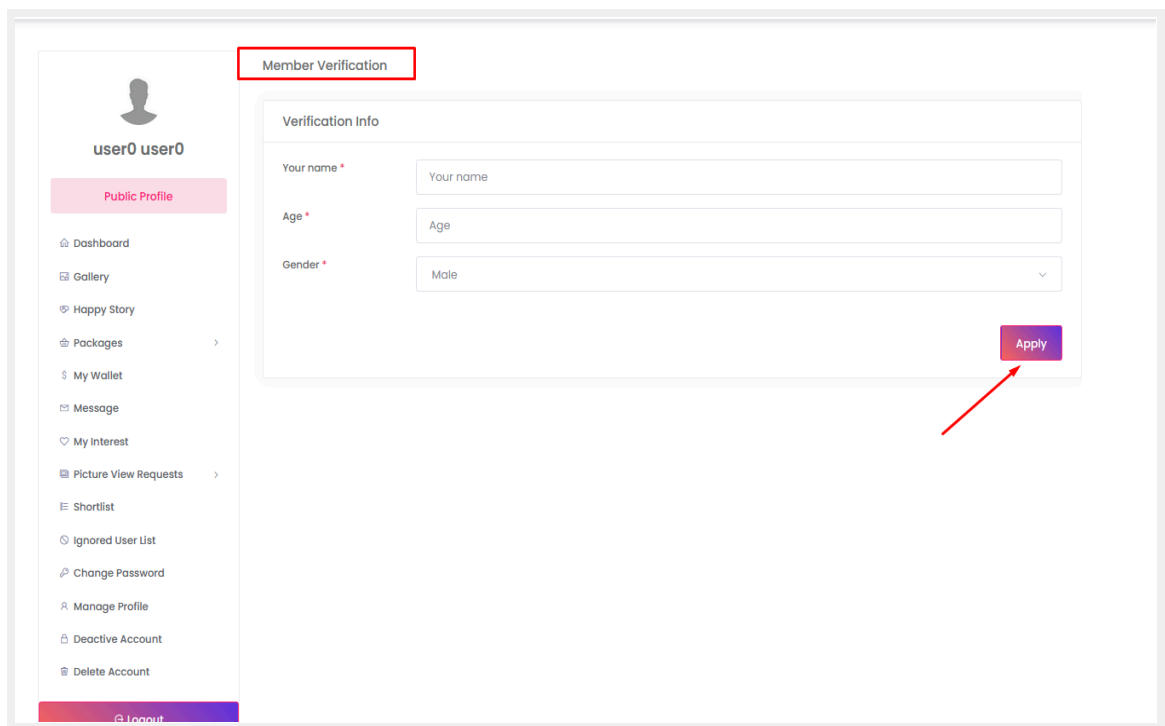 Member Verification
user0 user0
Public Profile
Dashboard
Gallery
Happy Story
Packages
My Wallet
Message
My Interest
Picture View Requests
Shortlist
Ignored User List
Change Password
Manage Profile
Deactive Account
Delete Account
Logout
Verification Info
Your name *
Your name
Age *
Age
Gender *
Male
Apply